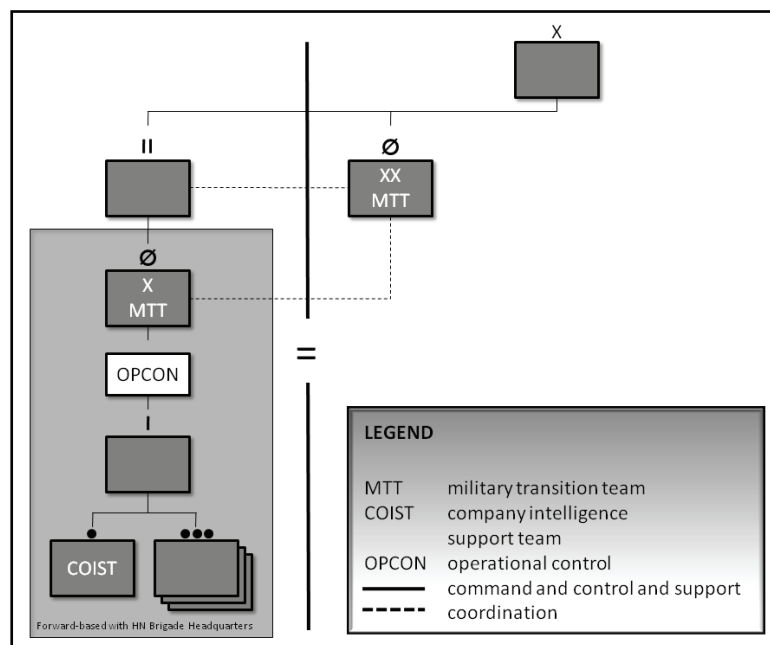 X
II
Ø
XX
MTT
Ø
X
MTT
=
OPCON
I
●
●●●
COIST
Forward-based with HN Brigade Headquarters
LEGEND
MTT military transition team
COIST company intelligence
support team
OPCON operational control
command and control and support
coordination